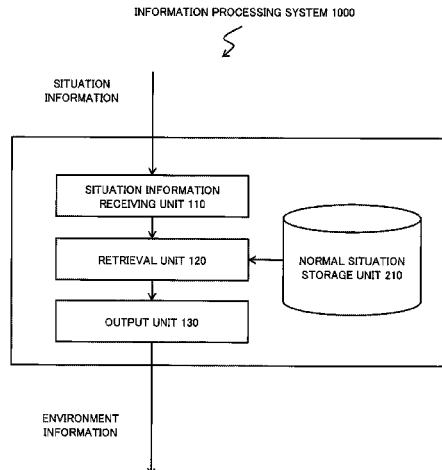 INFORMATION PROCESSING SYSTEM 1000
SITUATION
INFORMATION
SITUATION INFORMATION
RECEIVING UNIT 110
RETRIEVAL UNIT 120
NORMAL SITUATION
STORAGE UNIT 210
OUTPUT UNIT 130
ENVIRONMENT
INFORMATION